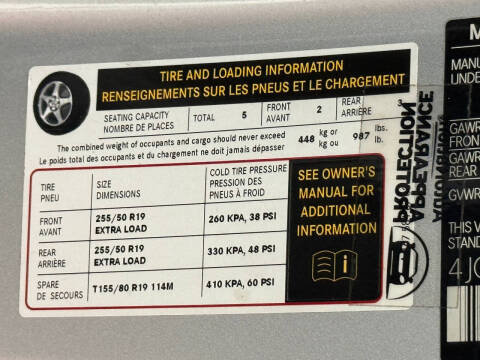 TIRE AND LOADING INFORMATION
RENSEIGNEMENTS SUR LES PNEUS ET LE CHARGEMENT
SEATING CAPACITY
NOMBRE DE PLACES
TOTAL 5
FRONT
AVANT
2
REAR
ARRIÈRE
3
The combined weight of occupants and cargo should never exceed
Le poids total des occupants et du chargement ne doit jamais dépasser
448 kg or
kg ou
987 lbs.
lb.
TIRE
PNEU
SIZE
DIMENSIONS
COLD TIRE PRESSURE
PRESSION DES
PNEUS À FROID
FRONT
AVANT
255/50 R19
EXTRA LOAD
260 KPA, 38 PSI
REAR
ARRIÈRE
255/50 R19
EXTRA LOAD
330 KPA, 48 PSI
SPARE
DE SECOURS
T155/80 R19 114M
410 KPA, 60 PSI
SEE OWNER'S
MANUAL FOR
ADDITIONAL
INFORMATION
i
AUTOMOTIVE
APPEARANCE
PROTECTION
M
MANU
UNDE
GAWR
FRON
GAWR
REAR
GVWR
THIS V
STAND
4JG